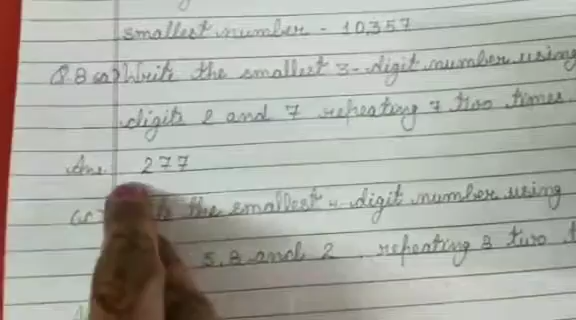 smallest number - 10,357
Q.8 (a) Write the smallest 3-digit number using
digits 2 and 7 repeating 7 two times.
Ans. 277
the smallest 4 digit number using
5, 8 and 2 repeating 8 two